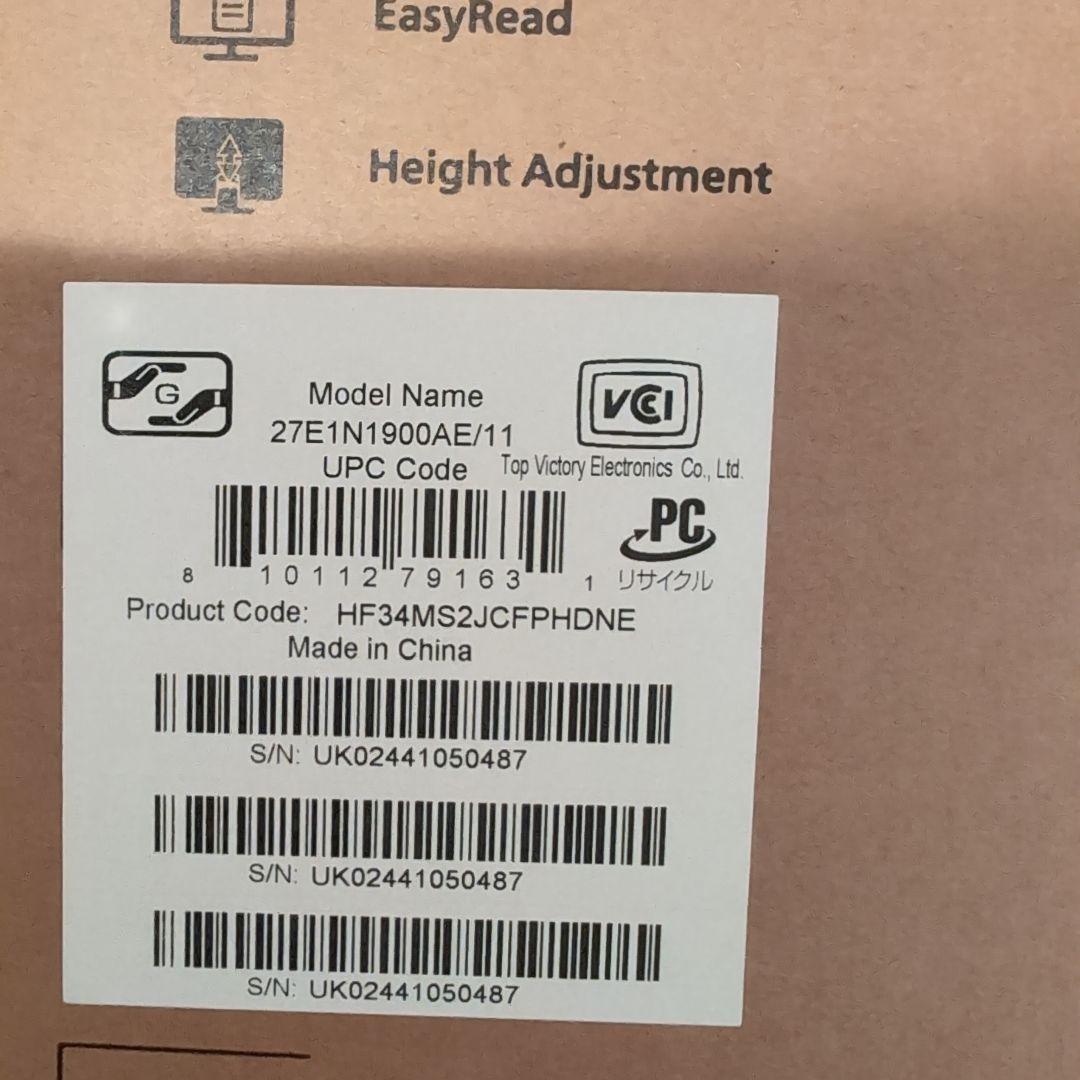 EasyRead
Height Adjustment
G
VCCI
Model Name
27E1N1900AE/11
UPC Code
Top Victory Electronics Co., Ltd.
PC
リサイクル
8 10112 79163 1
Product Code: HF34MS2JCFPHDNE
Made in China
S/N: UK02441050487
S/N: UK02441050487
S/N: UK02441050487